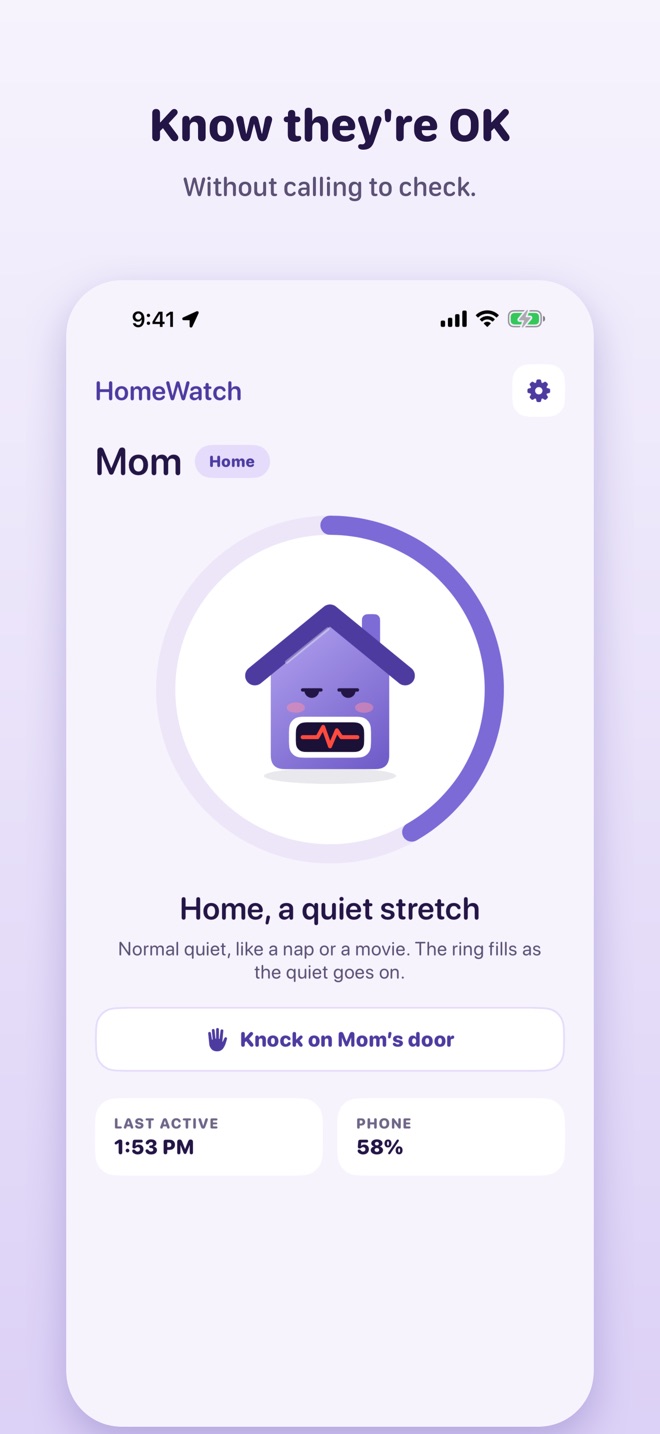 Know they're OK
Without calling to check.
9:41
HomeWatch
Mom
Home
Home, a quiet stretch
Normal quiet, like a nap or a movie. The ring fills as
the quiet goes on.
Knock on Mom's door
LAST ACTIVE
1:53 PM
PHONE
58%